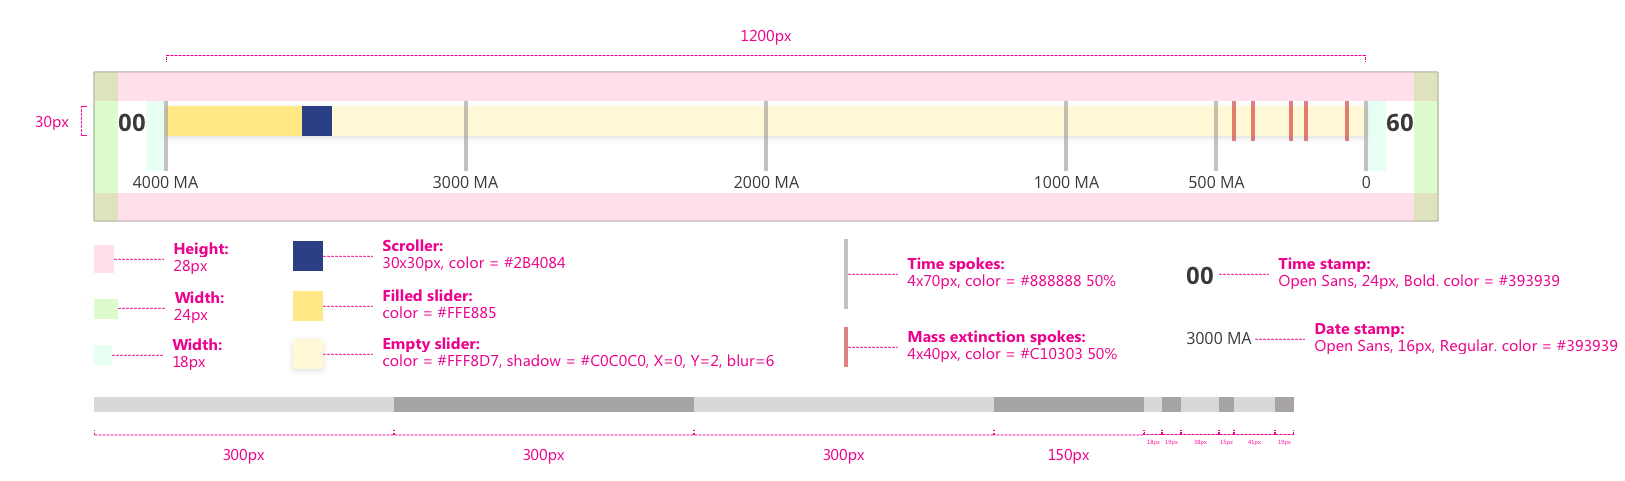 1200px
30px
00
60
4000 MA
3000 MA
2000 MA
1000 MA
500 MA
0
Height:
28px
Width:
24px
Width:
18px
Scroller:
30x30px, color = #2B4084
Filled slider:
color = #FFE885
Empty slider:
color = #FFF8D7, shadow = #C0C0C0, X=0, Y=2, blur=6
Time spokes:
4x70px, color = #888888 50%
Mass extinction spokes:
4x40px, color = #C10303 50%
00
Time stamp:
Open Sans, 24px, Bold. color = #393939
3000 MA
Date stamp:
Open Sans, 16px, Regular. color = #393939
300px
300px
300px
150px
18px
19px
38px
15px
41px
19px